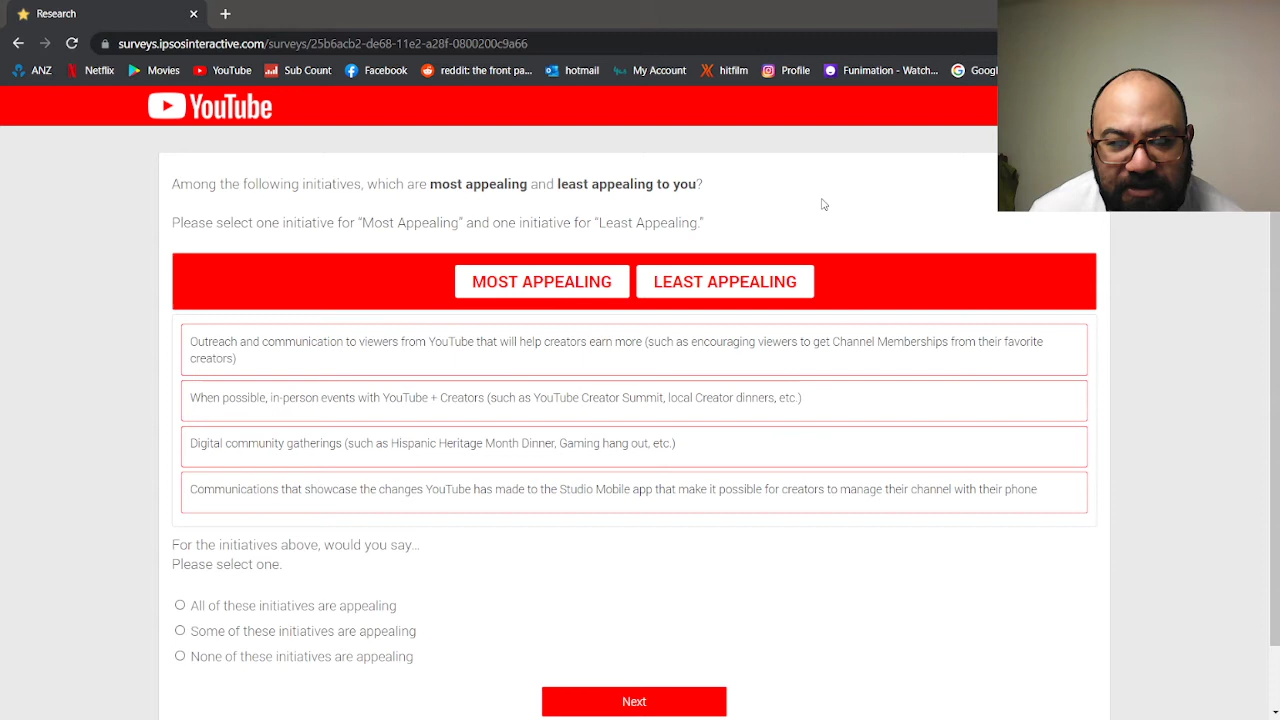 Research
surveys.ipsosinteractive.com/surveys/25b6acb2-de68-11e2-a28f-0800200c9a66
ANZ Netflix Movies YouTube Sub Count Facebook reddit: the front pa... hotmail My Account hitfilm Profile Funimation - Watch... Googl
YouTube
Among the following initiatives, which are most appealing and least appealing to you?
Please select one initiative for “Most Appealing” and one initiative for “Least Appealing.”
MOST APPEALING LEAST APPEALING
Outreach and communication to viewers from YouTube that will help creators earn more (such as encouraging viewers to get Channel Memberships from their favorite
creators)
When possible, in-person events with YouTube + Creators (such as YouTube Creator Summit, local Creator dinners, etc.)
Digital community gatherings (such as Hispanic Heritage Month Dinner, Gaming hang out, etc.)
Communications that showcase the changes YouTube has made to the Studio Mobile app that make it possible for creators to manage their channel with their phone
For the initiatives above, would you say...
Please select one.
All of these initiatives are appealing
Some of these initiatives are appealing
None of these initiatives are appealing
Next